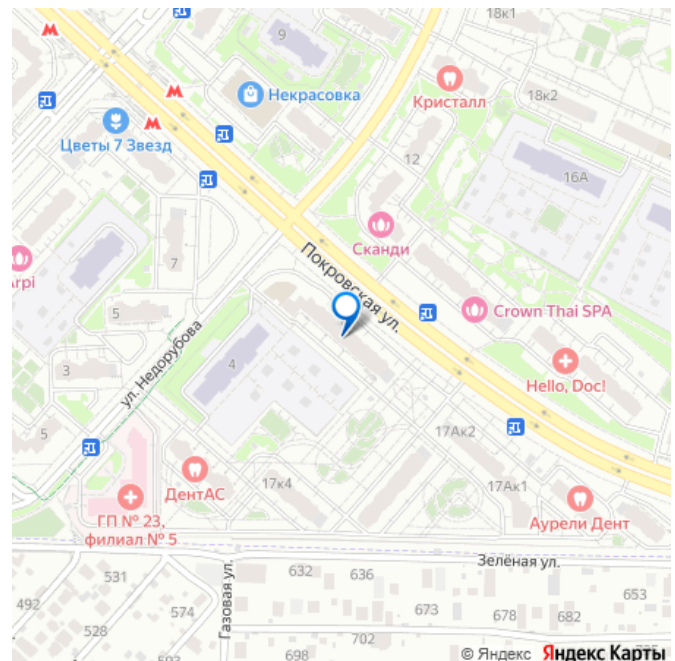 18к1
9
Некрасовка
Кристалл
18к2
Цветы 7 Звезд
12
16А
Сканди
Arpi
7
Покровская ул.
5
Crown Thai SPA
ул. Недорубова
3
4
Hello, Doc!
5
17Ак2
ДентАС
17к4
17Ак1
Аурели Дент
ГП № 23,
филиал № 5
Зелёная ул.
531
632
636
653
492
574
Газовая ул.
673
678
682
528
702
593
698
© Яндекс Яндекс Карты